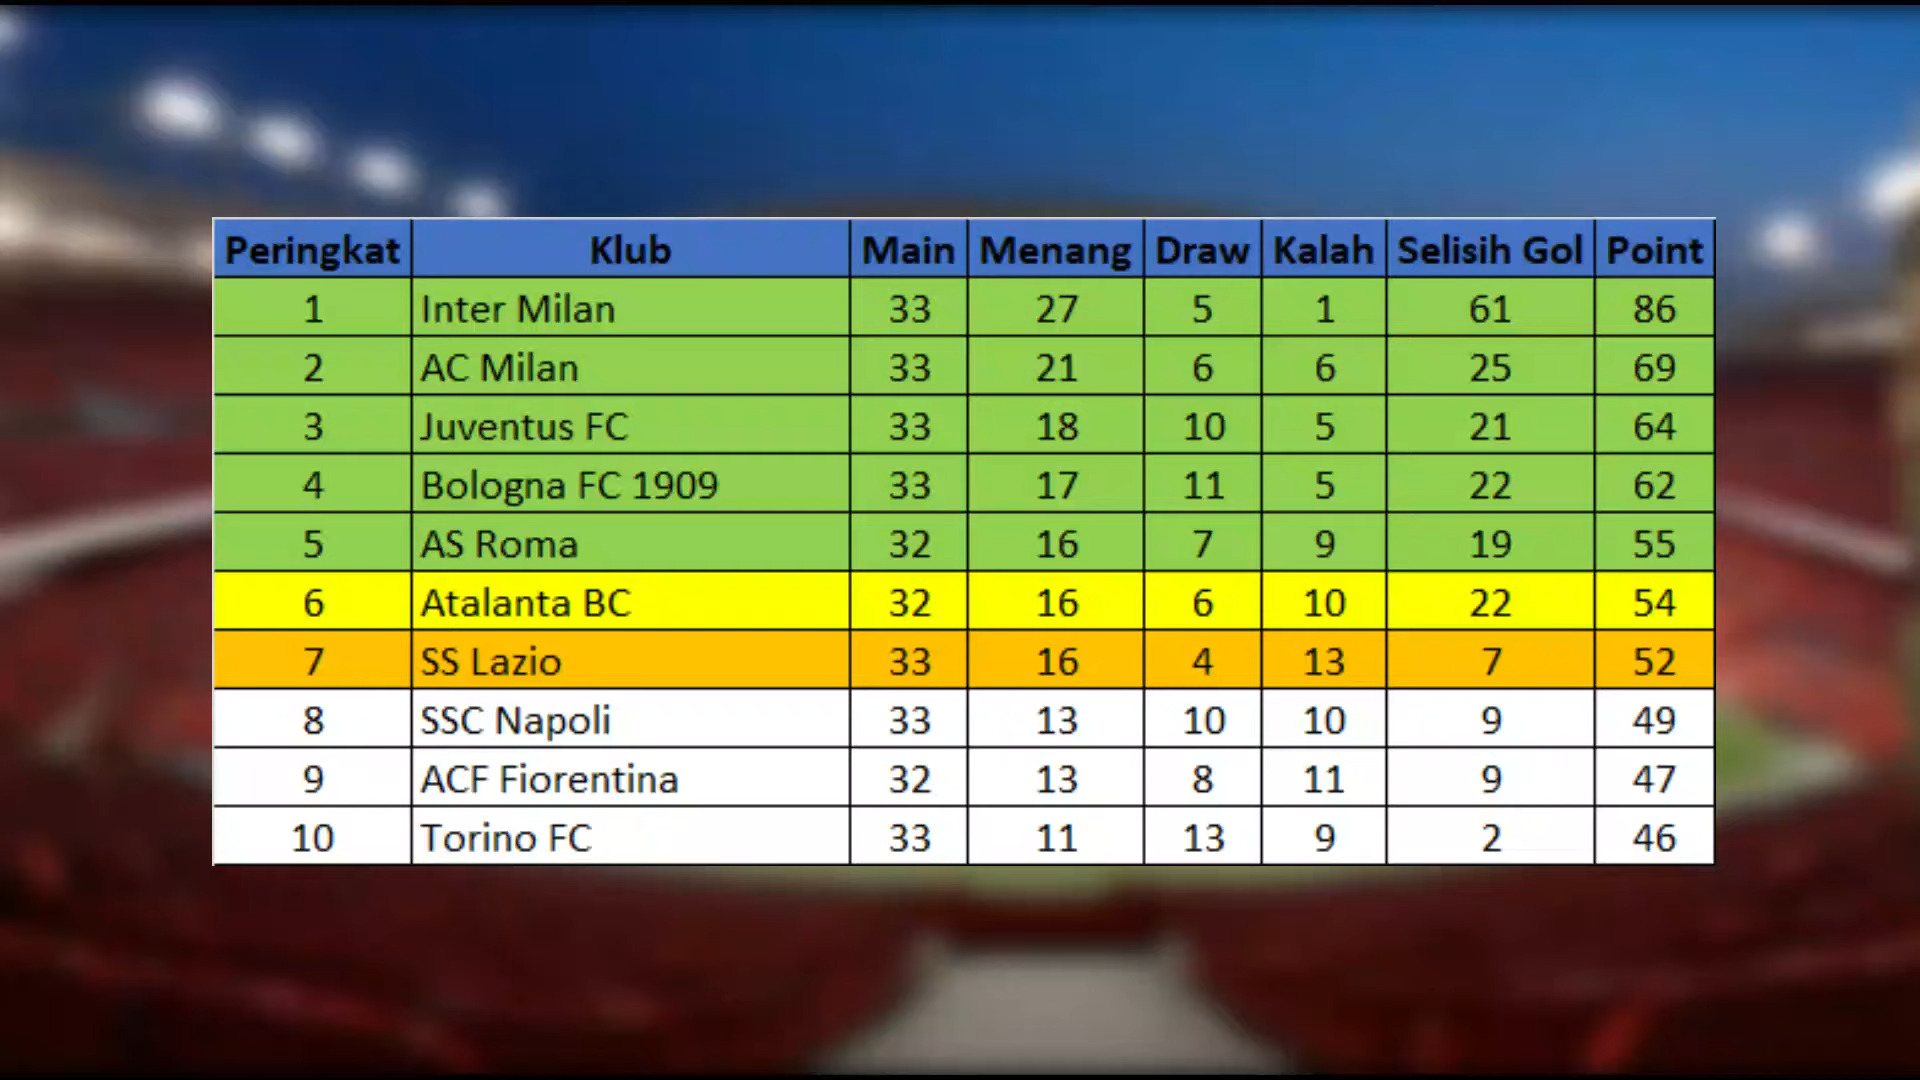 Peringkat Klub Main Menang Draw Kalah Selisih Gol Point
1 Inter Milan 33 27 5 1 61 86
2 AC Milan 33 21 6 6 25 69
3 Juventus FC 33 18 10 5 21 64
4 Bologna FC 1909 33 17 11 5 22 62
5 AS Roma 32 16 7 9 19 55
6 Atalanta BC 32 16 6 10 22 54
7 SS Lazio 33 16 4 13 7 52
8 SSC Napoli 33 13 10 10 9 49
9 ACF Fiorentina 32 13 8 11 9 47
10 Torino FC 33 11 13 9 2 46